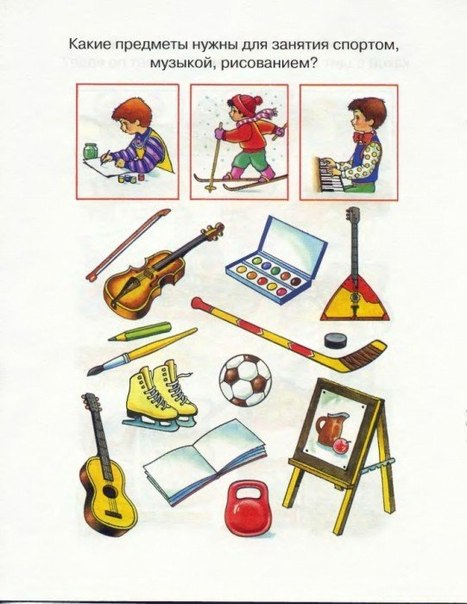 Какие предметы нужны для занятия спортом,
музыкой, рисованием?